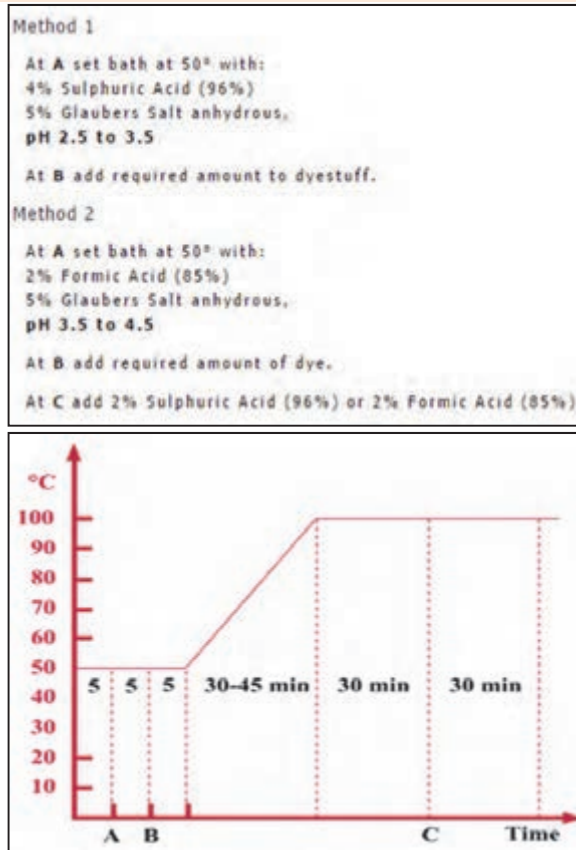 Method 1
At A set bath at 50° with:
4% Sulphuric Acid (96%)
5% Glaubers Salt anhydrous,
pH 2.5 to 3.5
At B add required amount to dyestuff.
Method 2
At A set bath at 50° with:
2% Formic Acid (85%)
5% Glaubers Salt anhydrous,
pH 3.5 to 4.5
At B add required amount of dye.
At C add 2% Sulphuric Acid (96%) or 2% Formic Acid (85%)
°C
100
90
80
70
60
50
5 5 5 30-45 min 30 min 30 min
40
30
20
10
A B C Time